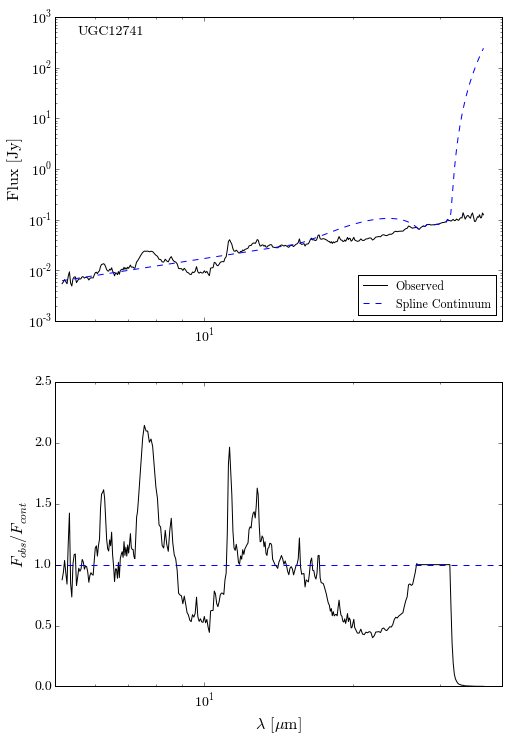 UGC12741
10^3
10^2
10^1
10^0
10^-1
10^-2
10^-3
Flux [Jy]
Observed
Spline Continuum
10^1
2.5
2.0
1.5
1.0
0.5
0.0
F_obs/F_cont
10^1
λ [μm]